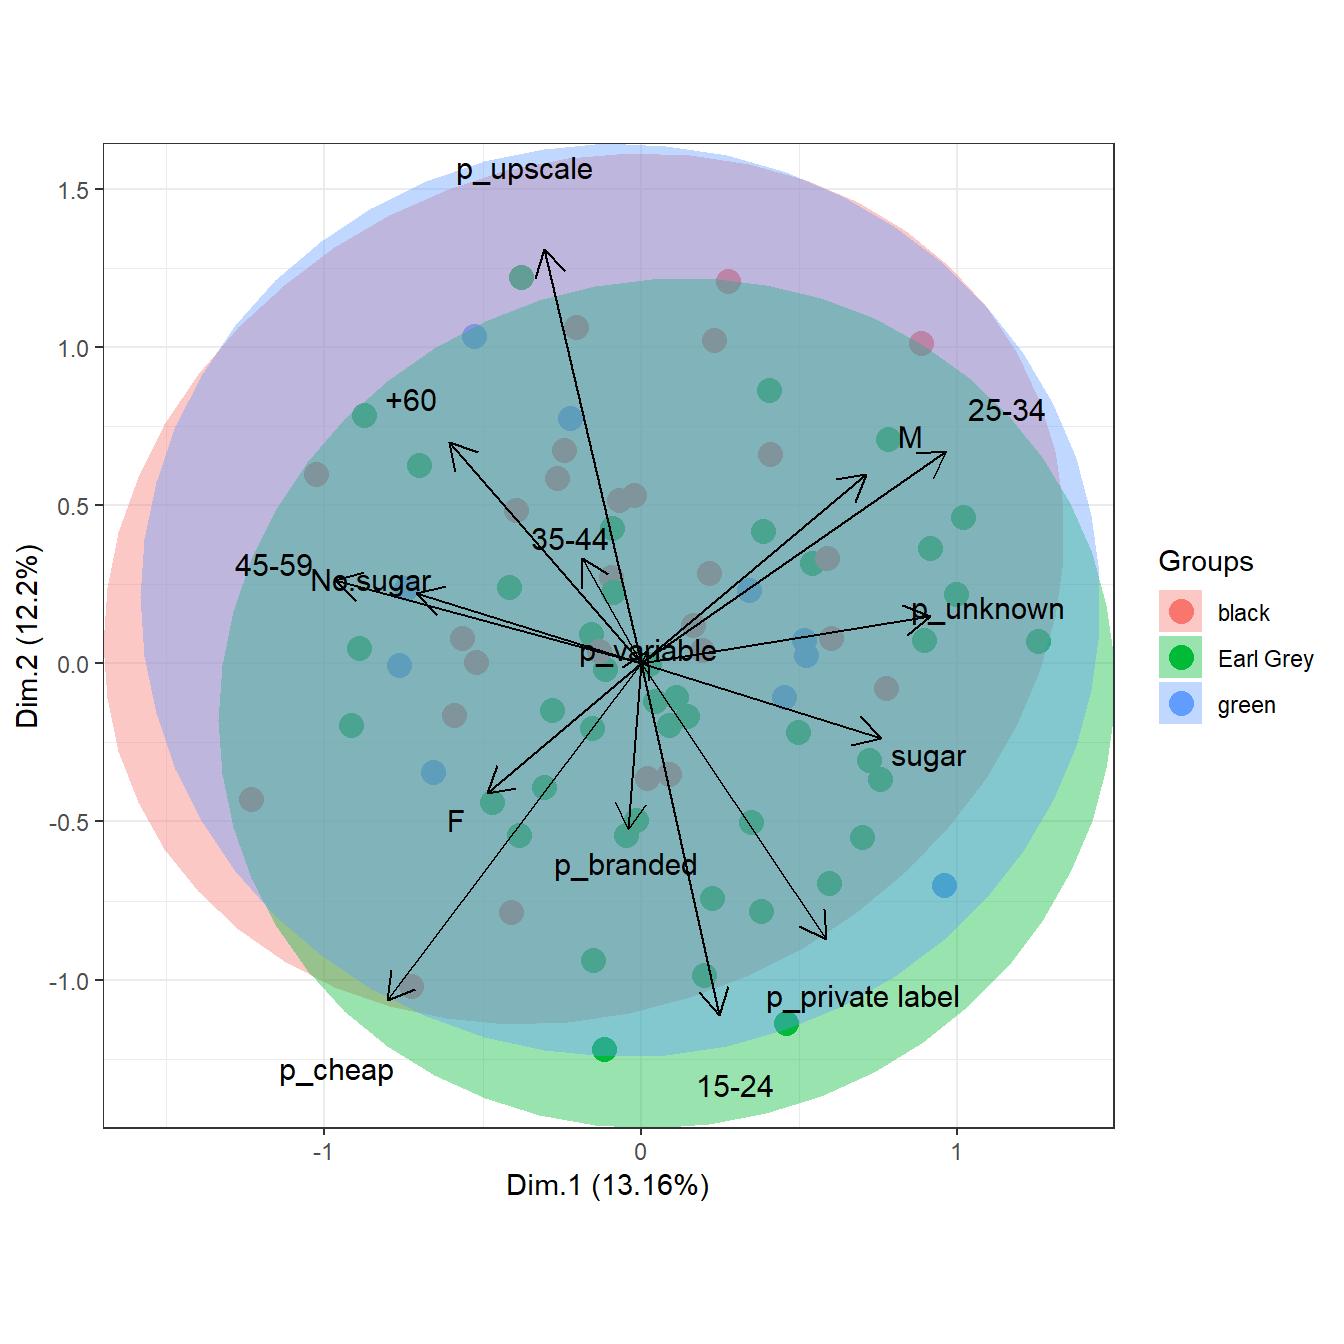 p_upscale
1.5
1.0
+60
25-34
M
0.5
35-44
45-59
No.sugar
p_unknown
p_variable
0.0
sugar
F
-0.5
p_branded
-1.0
p_private label
p_cheap
15-24
-1
0
1
Dim.1 (13.16%)
Dim.2 (12.2%)
Groups
black
Earl Grey
green